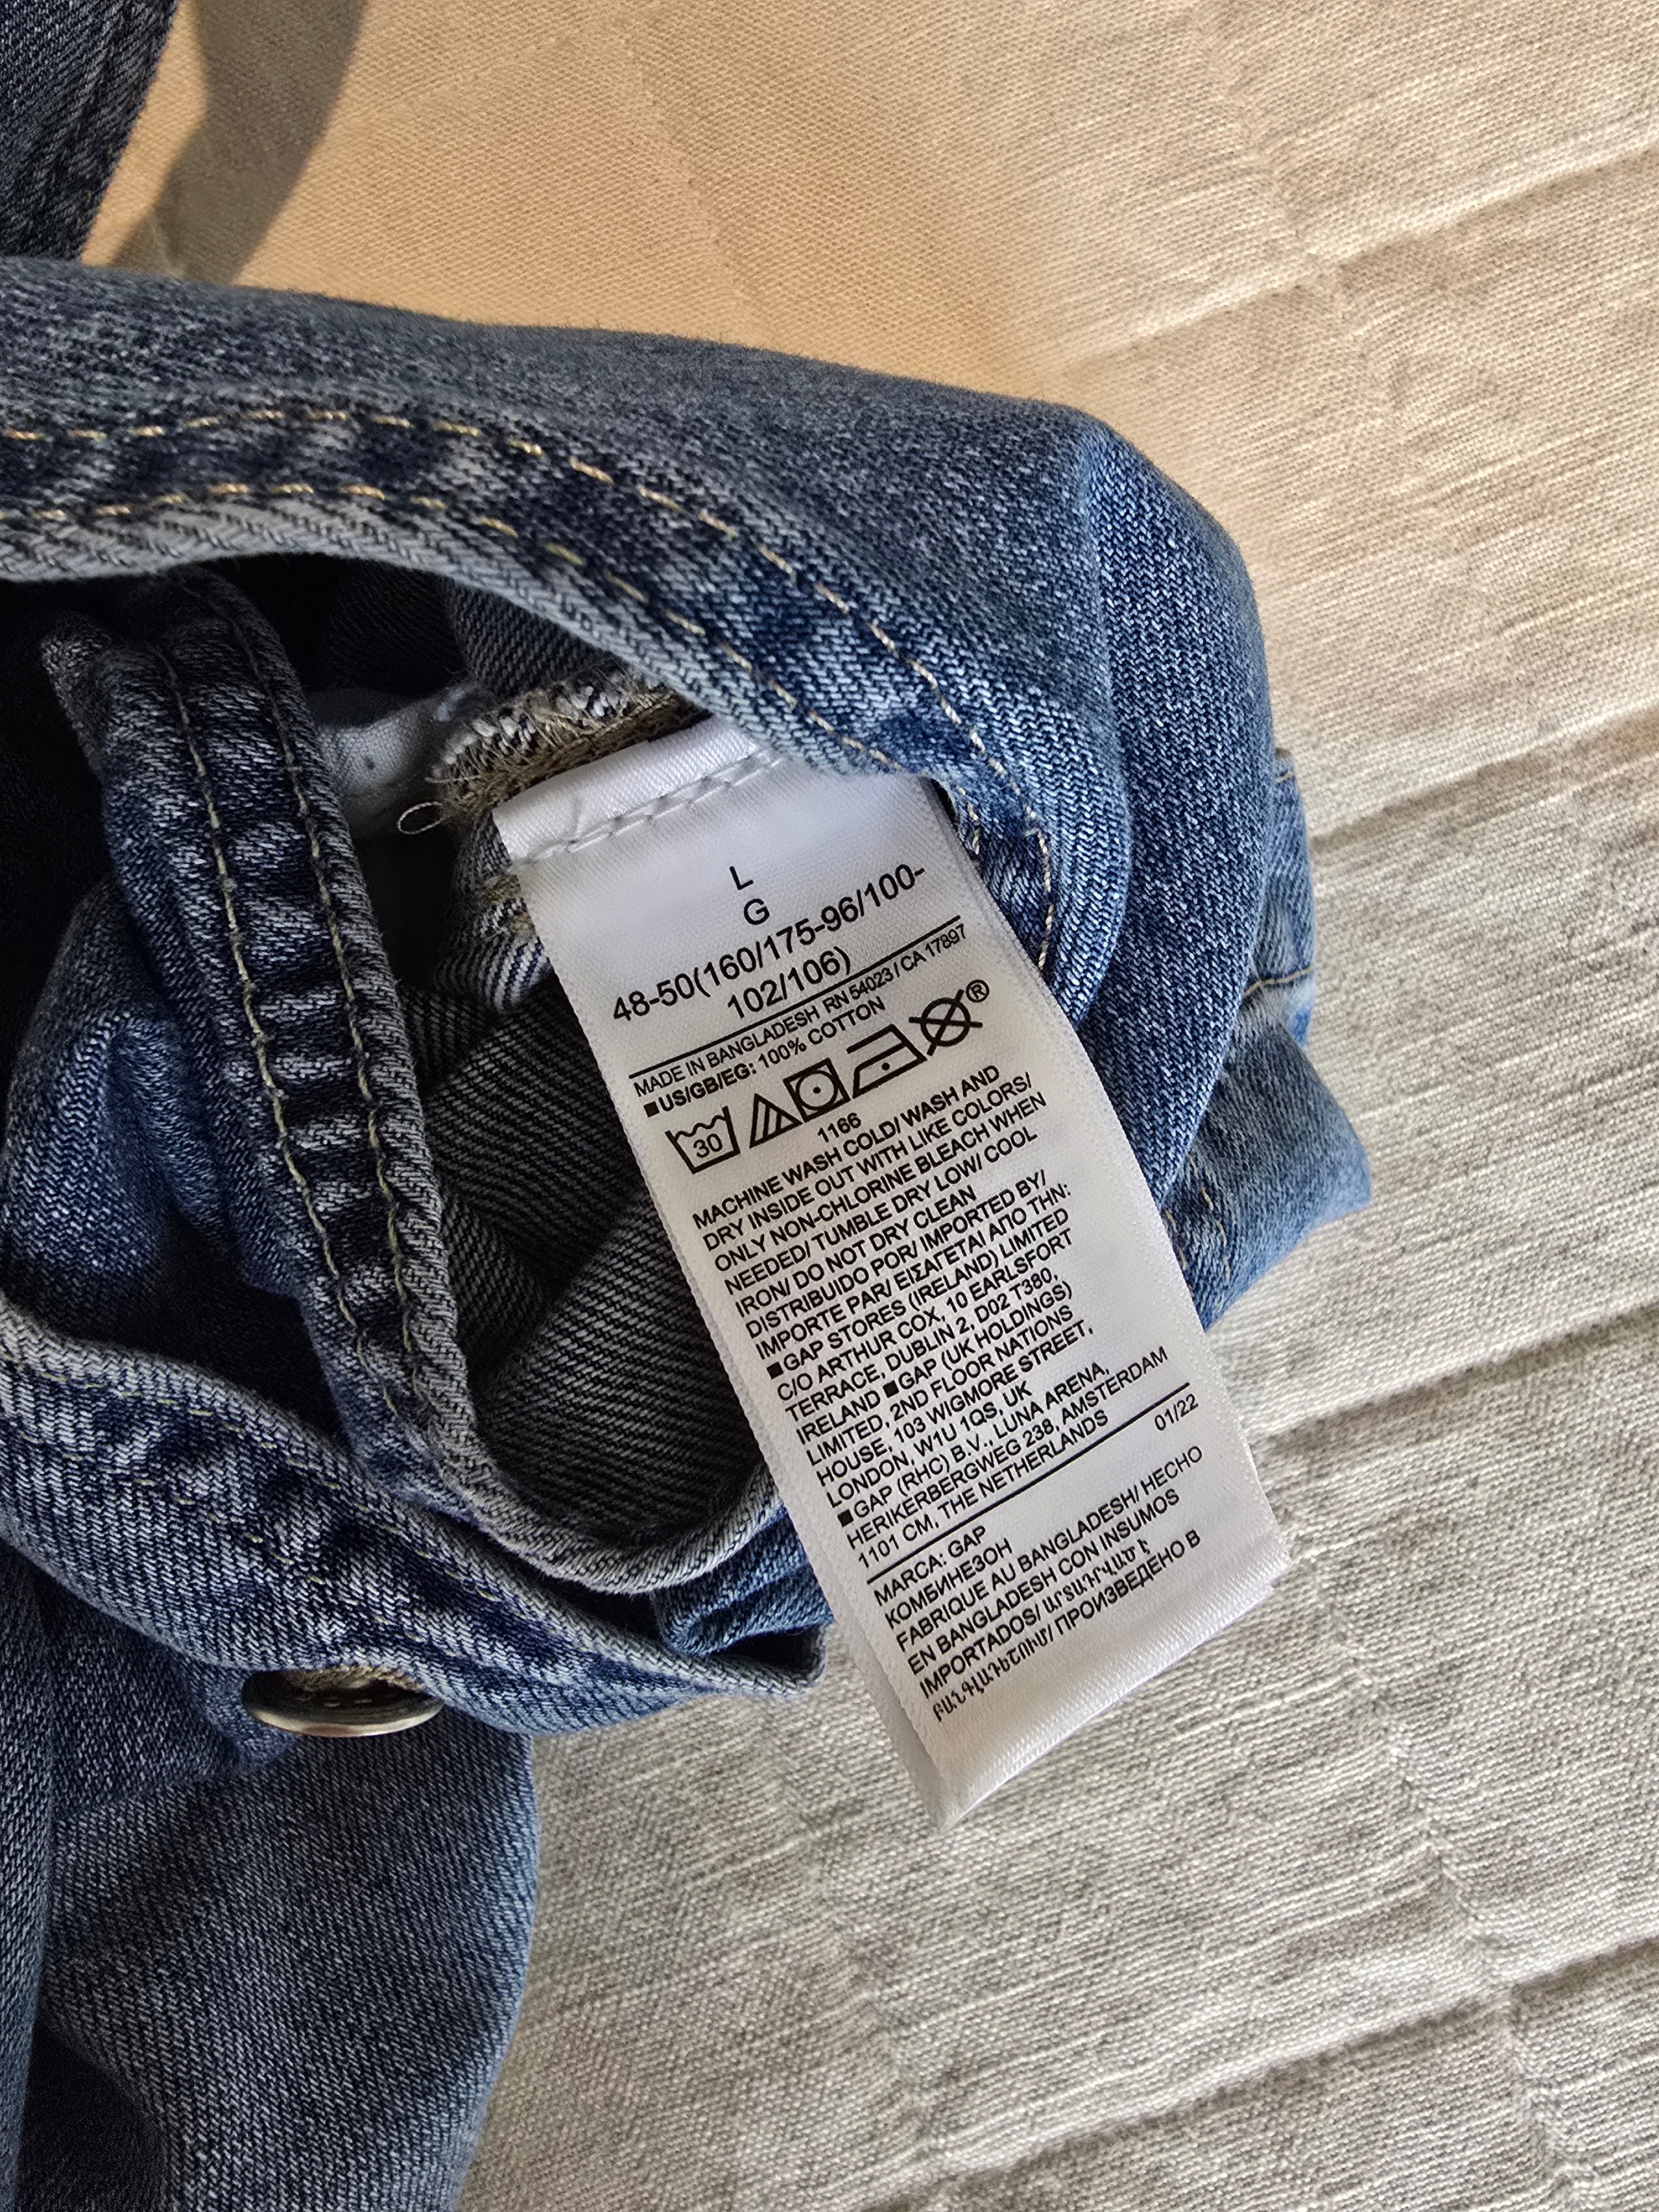 L
G
48-50(160/175-96/100-
102/106)
MADE IN BANGLADESH RN 54023 / CA 17897
■US/GB/EG: 100% COTTON
30
®
1166
MACHINE WASH COLD/ WASH AND
DRY INSIDE OUT WITH LIKE COLORS/
ONLY NON-CHLORINE BLEACH WHEN
NEEDED/ TUMBLE DRY LOW/ COOL
IRON/ DO NOT DRY CLEAN
DISTRIBUIDO POR/ IMPORTED BY/
IMPORTE PAR/ ΕΙΣΑΓΕΤΑΙ ΑΠΟ ΤΗΝ:
■GAP STORES (IRELAND) LIMITED
C/O ARTHUR COX, 10 EARLSFORT
TERRACE, DUBLIN 2, D02 T380,
IRELAND ■GAP (UK HOLDINGS)
LIMITED, 2ND FLOOR NATIONS
HOUSE, 103 WIGMORE STREET,
LONDON, W1U 1QS, UK
■GAP (RHC) B.V., LUNA ARENA,
HERIKERBERGWEG 238, AMSTERDAM
1101 CM, THE NETHERLANDS
01/22
MARCA: GAP
КОМБИНЕЗОН
FABRIQUE AU BANGLADESH/ HECHO
EN BANGLADESH CON INSUMOS
IMPORTADOS/ ԱՐՏԱԴՐՎԱԾ Է
ԲԱՆԳԼԱԴԵՇՈՒՄ/ ПРОИЗВЕДЕНО В